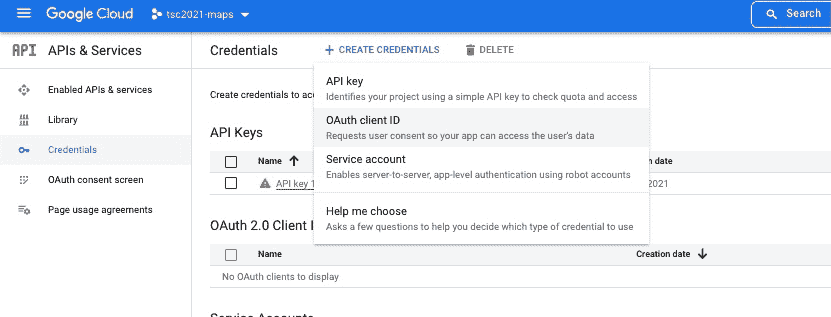 Google Cloud
tsc2021-maps
Search
API APIs & Services
Credentials
+ CREATE CREDENTIALS
DELETE
Enabled APIs & services
Library
Credentials
OAuth consent screen
Page usage agreements
Create credentials to
API key
Identifies your project using a simple API key to check quota and access
OAuth client ID
Requests user consent so your app can access the user's data
Service account
Enables server-to-server, app-level authentication using robot accounts
Help me choose
Asks a few questions to help you decide which type of credential to use
API Keys
Name
n date
API key 1
2021
OAuth 2.0 Client I
Name
Creation date
No OAuth clients to display